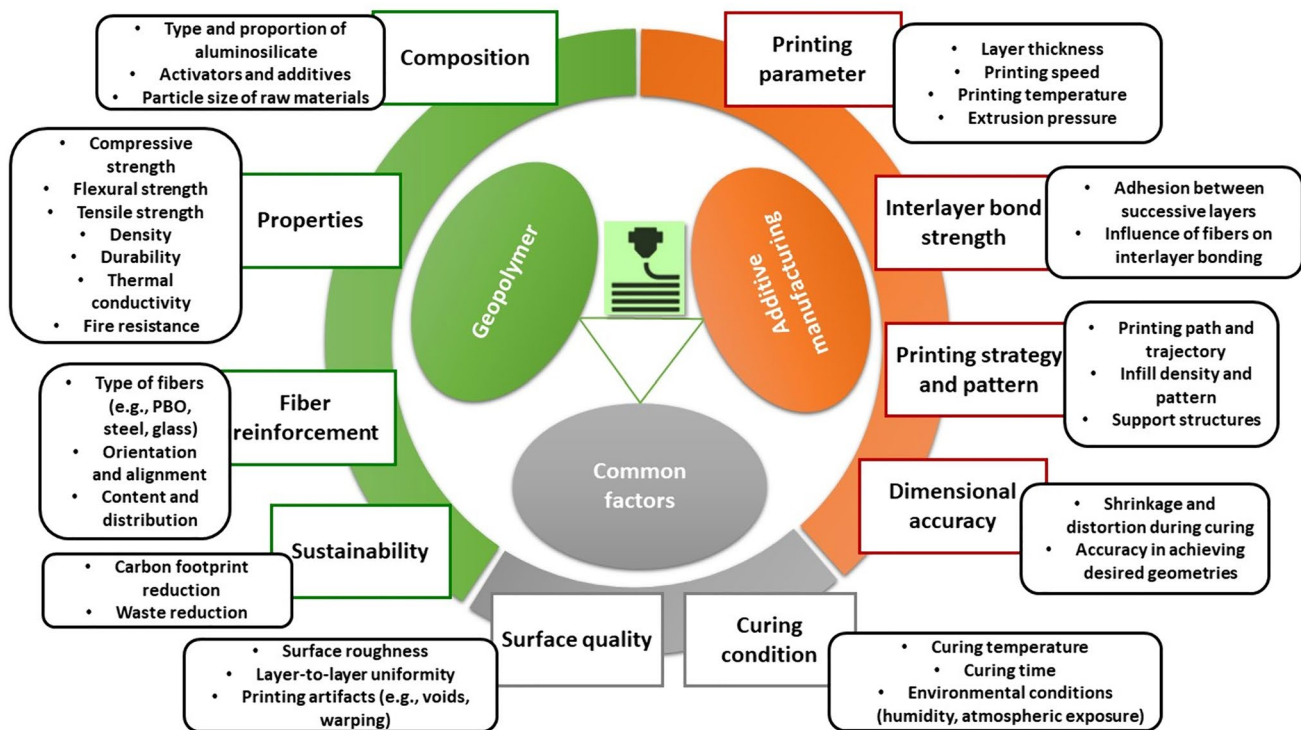 • Type and proportion of
aluminosilicate
• Activators and additives
• Particle size of raw materials
Composition
• Compressive
strength
• Flexural strength
• Tensile strength
• Density
• Durability
• Thermal
conductivity
• Fire resistance
Properties
• Type of fibers
(e.g., PBO,
steel, glass)
• Orientation
and alignment
• Content and
distribution
Fiber
reinforcement
• Carbon footprint
reduction
• Waste reduction
Sustainability
Geopolymer
Additive
manufacturing
Common
factors
Printing
parameter
• Layer thickness
• Printing speed
• Printing temperature
• Extrusion pressure
Interlayer bond
strength
• Adhesion between
successive layers
• Influence of fibers on
interlayer bonding
Printing strategy
and pattern
• Printing path and
trajectory
• Infill density and
pattern
• Support structures
Dimensional
accuracy
• Shrinkage and
distortion during curing
• Accuracy in achieving
desired geometries
Surface quality
• Surface roughness
• Layer-to-layer uniformity
• Printing artifacts (e.g., voids,
warping)
Curing
condition
• Curing temperature
• Curing time
• Environmental conditions
(humidity, atmospheric exposure)